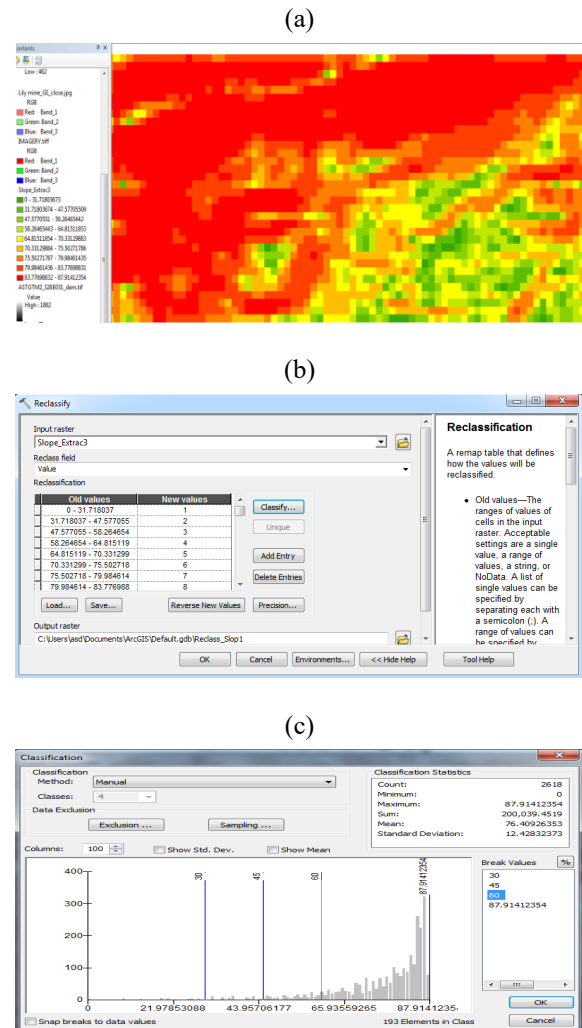 (a)
ontents
Low : 462
Lily mine_GE_close.jpg
RGB
Red: Band_1
Green: Band_2
Blue: Band_3
IMAGERY.tiff
RGB
Red: Band_1
Green: Band_2
Blue: Band_3
Slope_Extrac3
0 - 31.71803673
31.71803674 - 47.57705509
47.5770551 - 58.26465442
58.26465443 - 64.81511853
64.81511854 - 70.33129883
70.33129884 - 75.50271786
75.50271787 - 79.98461435
79.98461436 - 83.77698831
83.77698832 - 87.91412354
ASTGTM2_S26E031_dem.tif
Value
High : 1882
(b)
Reclassify
Input raster
Slope_Extrac3
Reclass field
Value
Reclassification
Old values New values
0 - 31.718037 1
31.718037 - 47.577055 2
47.577055 - 58.264654 3
58.264654 - 64.815119 4
64.815119 - 70.331299 5
70.331299 - 75.502718 6
75.502718 - 79.984614 7
79.984614 - 83.776988 8
Classify...
Unique
Add Entry
Delete Entries
Load... Save... Reverse New Values Precision...
Output raster
C:\Users\asd\Documents\ArcGIS\Default.gdb\Reclass_Slop1
OK Cancel Environments... << Hide Help Tool Help
Reclassification
A remap table that defines
how the values will be
reclassified.
• Old values—The
ranges of values of
cells in the input
raster. Acceptable
settings are a single
value, a range of
values, a string, or
NoData. A list of
single values can be
specified by
separating each with
a semicolon (;). A
range of values can
be specified by
(c)
Classification
Classification
Method: Manual
Classes: 4
Data Exclusion
Exclusion ... Sampling ...
Classification Statistics
Count: 2618
Minimum: 0
Maximum: 87.91412354
Sum: 200,039.4519
Mean: 76.40926353
Standard Deviation: 12.42832373
Columns: 100 Show Std. Dev. Show Mean
Break Values %
30
45
60
87.91412354
400
300
200
100
0
30 45 60 87.91412354
0 21.97853088 43.95706177 65.93559265 87.9141235
OK
Cancel
Snap breaks to data values
193 Elements in Class